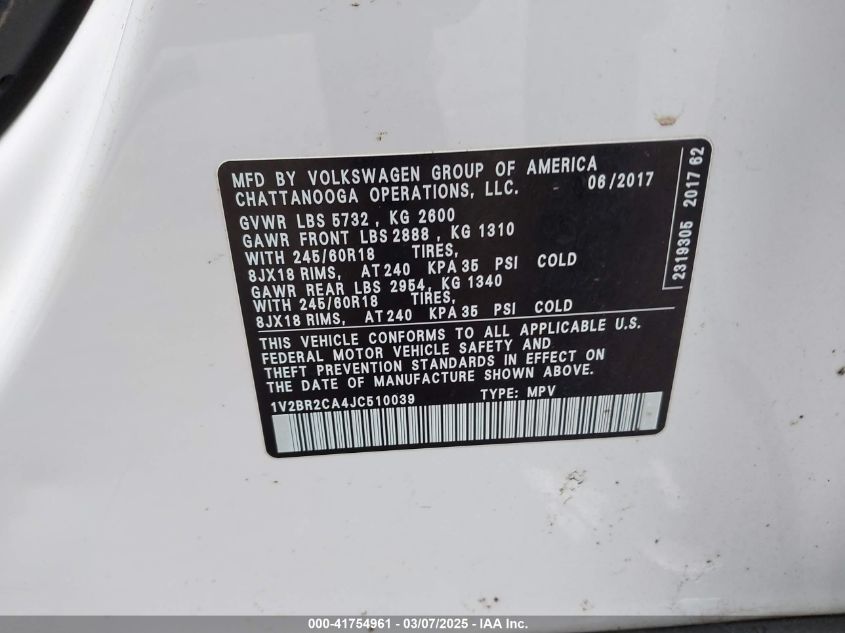 MFD BY VOLKSWAGEN GROUP OF AMERICA
CHATTANOOGA OPERATIONS, LLC. 06/2017
GVWR LBS 5732 , KG 2600
GAWR FRONT LBS 2888 , KG 1310
WITH 245/60R18 TIRES,
8JX18 RIMS, AT 240 KPA 35 PSI COLD
GAWR REAR LBS 2954, KG 1340
WITH 245/60R18 TIRES,
8JX18 RIMS, AT 240 KPA 35 PSI COLD
THIS VEHICLE CONFORMS TO ALL APPLICABLE U.S.
FEDERAL MOTOR VEHICLE SAFETY AND
THEFT PREVENTION STANDARDS IN EFFECT ON
THE DATE OF MANUFACTURE SHOWN ABOVE.
1V2BR2CA4JC510039 TYPE: MPV
2319305 2017 62
000-41754961 - 03/07/2025 - IAA Inc.